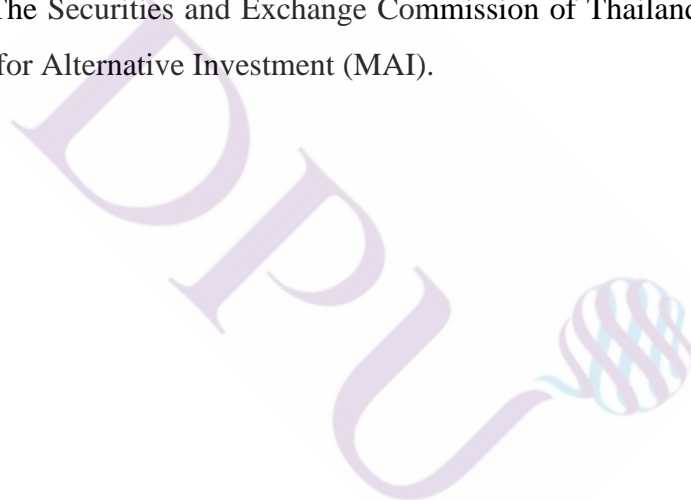 The Securities and Exchange Commission of Thailand
for Alternative Investment (MAI).
DPU